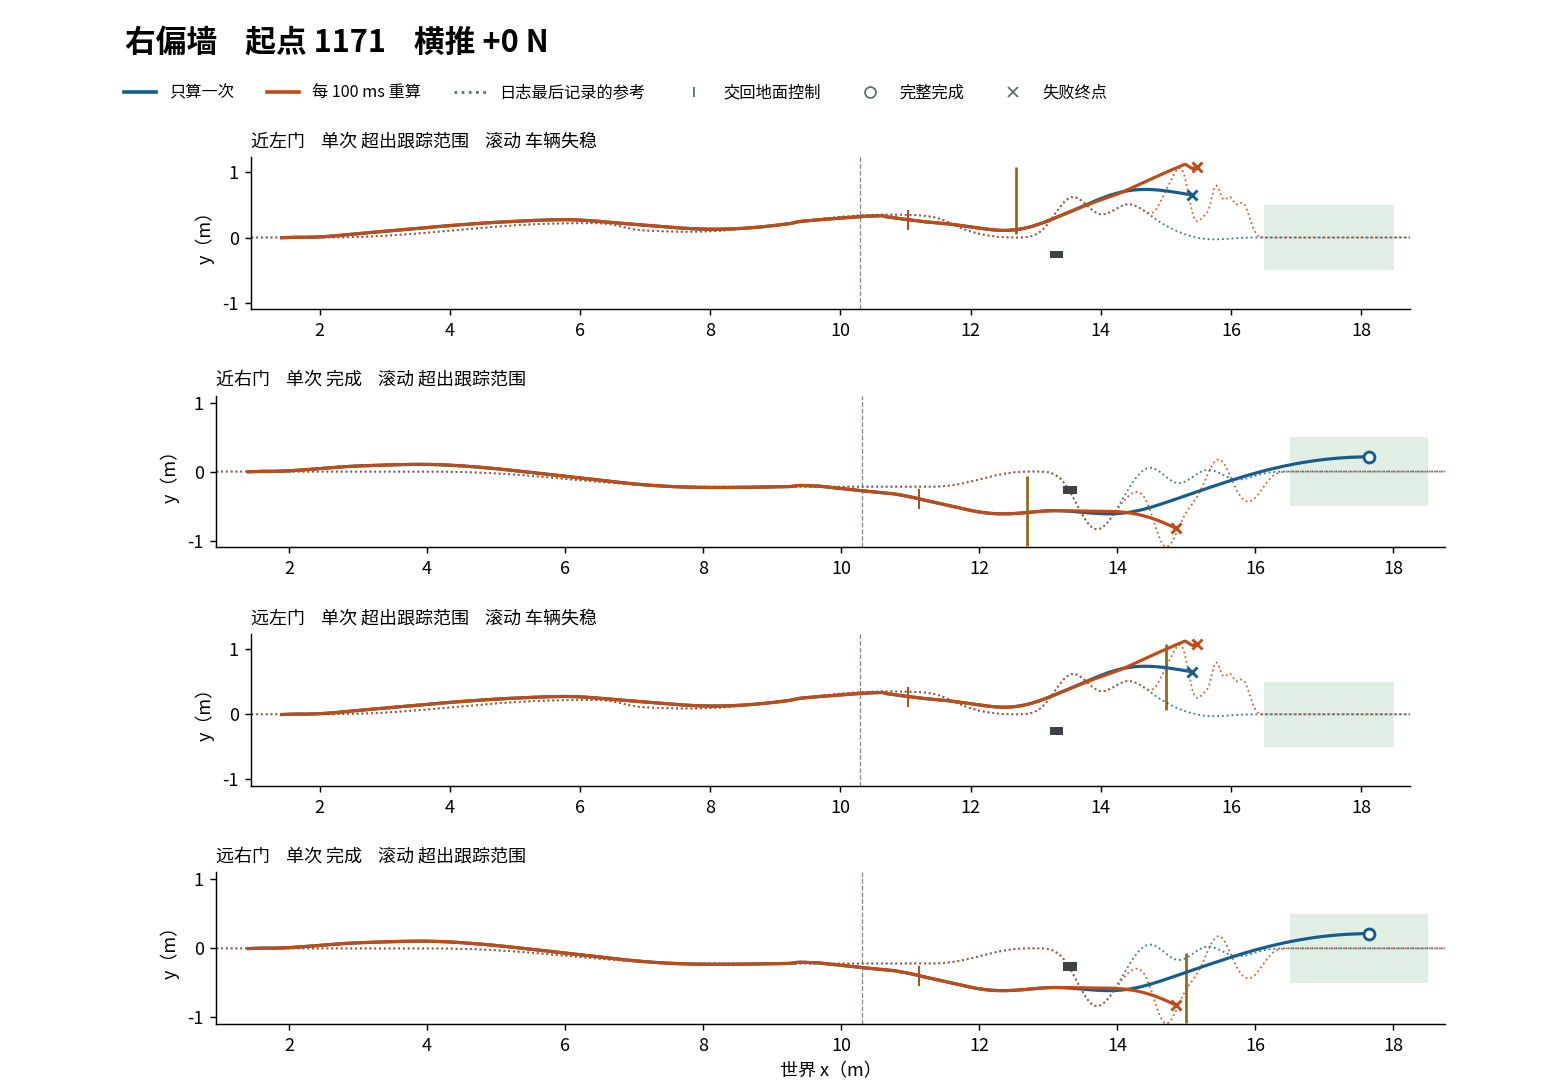 右偏墙 起点 1171 横推 +0 N
只算一次 每 100 ms 重算 日志最后记录的参考 交回地面控制 完整完成 失败终点
近左门 单次 超出跟踪范围 滚动 车辆失稳
1
0
-1
y（m）
2 4 6 8 10 12 14 16 18
近右门 单次 完成 滚动 超出跟踪范围
1
0
-1
y（m）
2 4 6 8 10 12 14 16 18
远左门 单次 超出跟踪范围 滚动 车辆失稳
1
0
-1
y（m）
2 4 6 8 10 12 14 16 18
远右门 单次 完成 滚动 超出跟踪范围
1
0
-1
y（m）
2 4 6 8 10 12 14 16 18
世界 x（m）